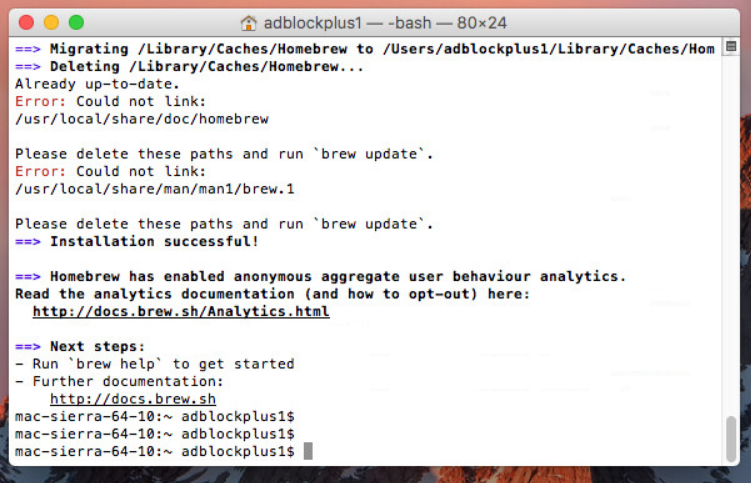 adblockplus1 — -bash — 80×24
==> Migrating /Library/Caches/Homebrew to /Users/adblockplus1/Library/Caches/Hom
==> Deleting /Library/Caches/Homebrew...
Already up-to-date.
Error: Could not link:
/usr/local/share/doc/homebrew
Please delete these paths and run `brew update`.
Error: Could not link:
/usr/local/share/man/man1/brew.1
Please delete these paths and run `brew update`.
==> Installation successful!
==> Homebrew has enabled anonymous aggregate user behaviour analytics.
Read the analytics documentation (and how to opt-out) here:
http://docs.brew.sh/Analytics.html
==> Next steps:
- Run `brew help` to get started
- Further documentation:
http://docs.brew.sh
mac-sierra-64-10:~ adblockplus1$
mac-sierra-64-10:~ adblockplus1$
mac-sierra-64-10:~ adblockplus1$